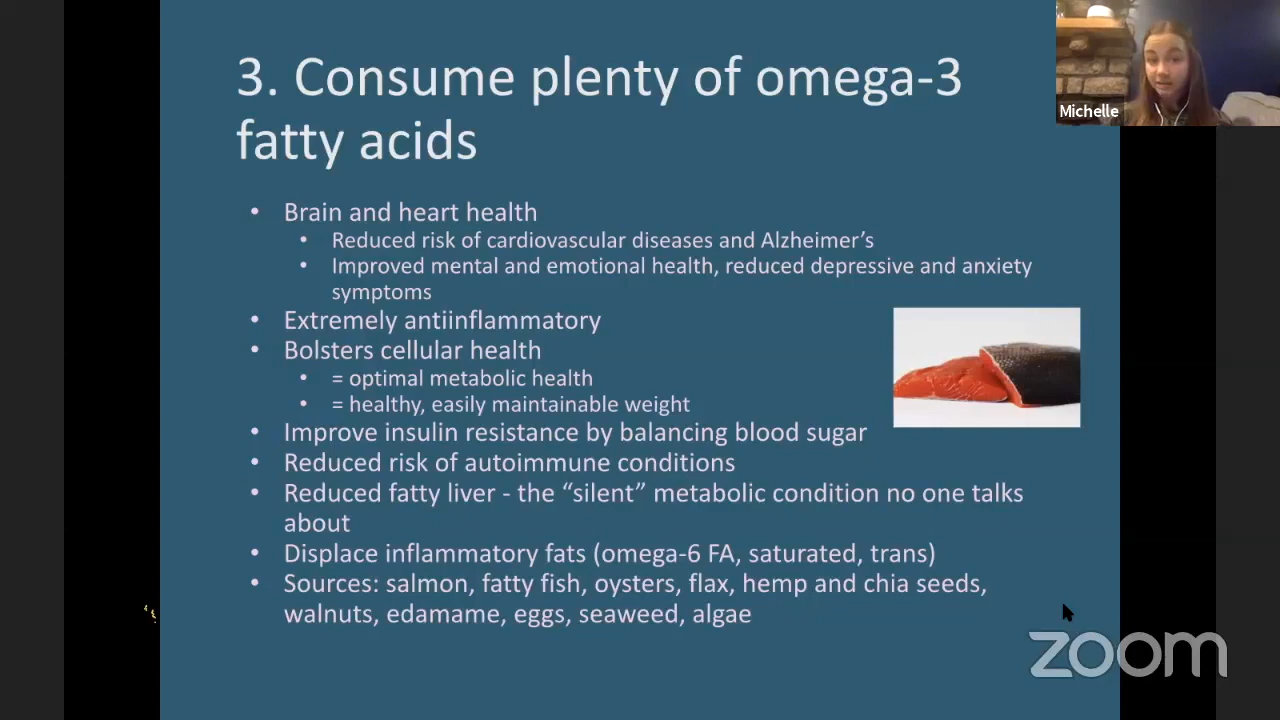 3. Consume plenty of omega-3
fatty acids
Michelle
• Brain and heart health
• Reduced risk of cardiovascular diseases and Alzheimer’s
• Improved mental and emotional health, reduced depressive and anxiety
symptoms
• Extremely antiinflammatory
• Bolsters cellular health
• = optimal metabolic health
• = healthy, easily maintainable weight
• Improve insulin resistance by balancing blood sugar
• Reduced risk of autoimmune conditions
• Reduced fatty liver - the “silent” metabolic condition no one talks
about
• Displace inflammatory fats (omega-6 FA, saturated, trans)
• Sources: salmon, fatty fish, oysters, flax, hemp and chia seeds,
walnuts, edamame, eggs, seaweed, algae
zoom